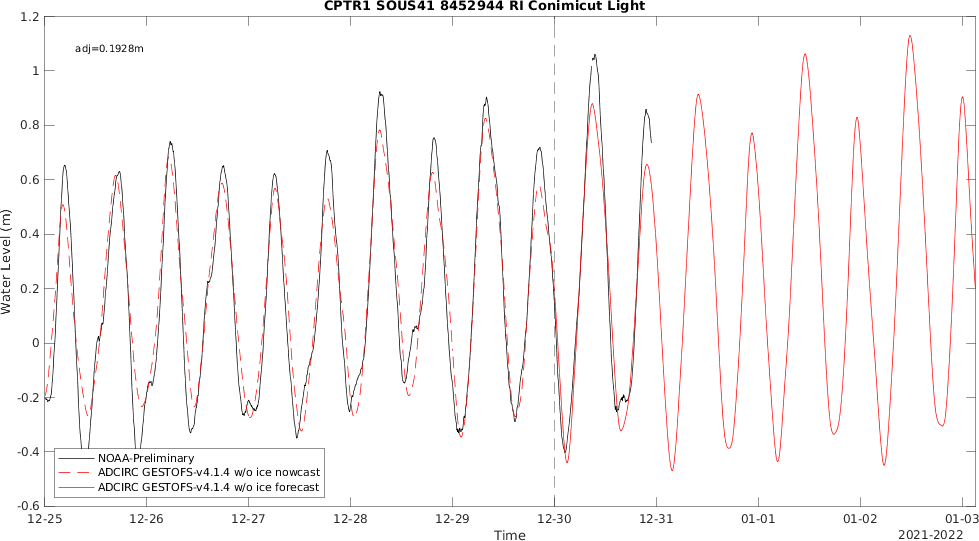 CPTR1 SOUS41 8452944 RI Conimicut Light
adj=0.1928m
1.2
1
0.8
0.6
0.4
0.2
0
-0.2
-0.4
-0.6
Water Level (m)
NOAA-Preliminary
ADCIRC GESTOFS-v4.1.4 w/o ice nowcast
ADCIRC GESTOFS-v4.1.4 w/o ice forecast
12-25 12-26 12-27 12-28 12-29 12-30 12-31 01-01 01-02 01-03
Time
2021-2022